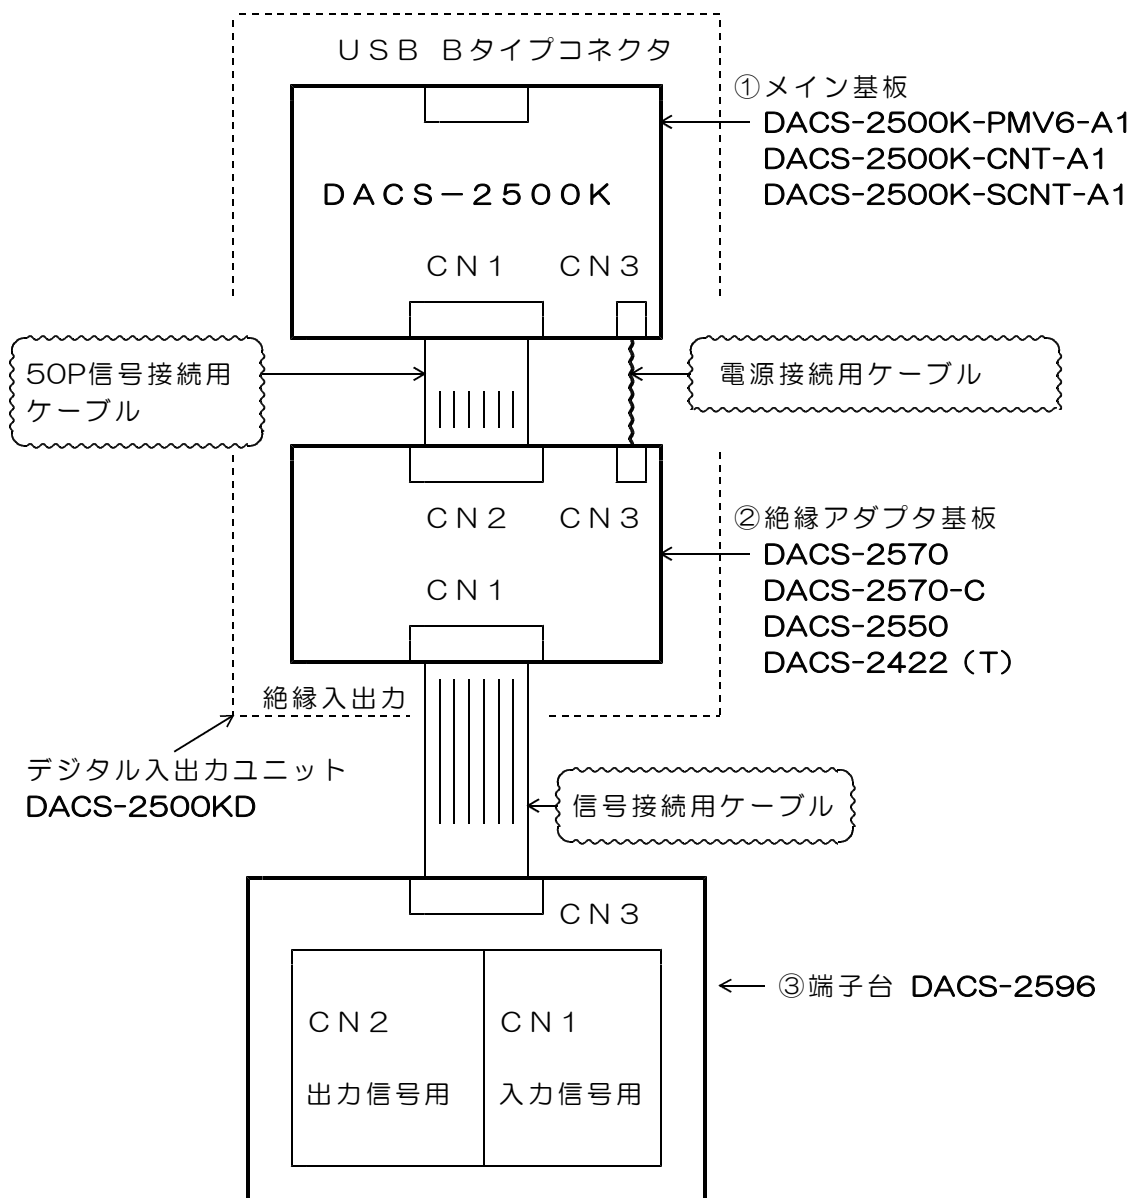 USB Bタイプコネクタ
①メイン基板
DACS-2500K-PMV6-A1
DACS-2500K-CNT-A1
DACS-2500K-SCNT-A1
DACS－2500K
CN1 CN3
50P信号接続用
ケーブル
電源接続用ケーブル
CN2 CN3
CN1
②絶縁アダプタ基板
DACS-2570
DACS-2570-C
DACS-2550
DACS-2422（T）
絶縁入出力
デジタル入出力ユニット
DACS-2500KD
信号接続用ケーブル
CN3
③端子台 DACS-2596
CN2
出力信号用
CN1
入力信号用